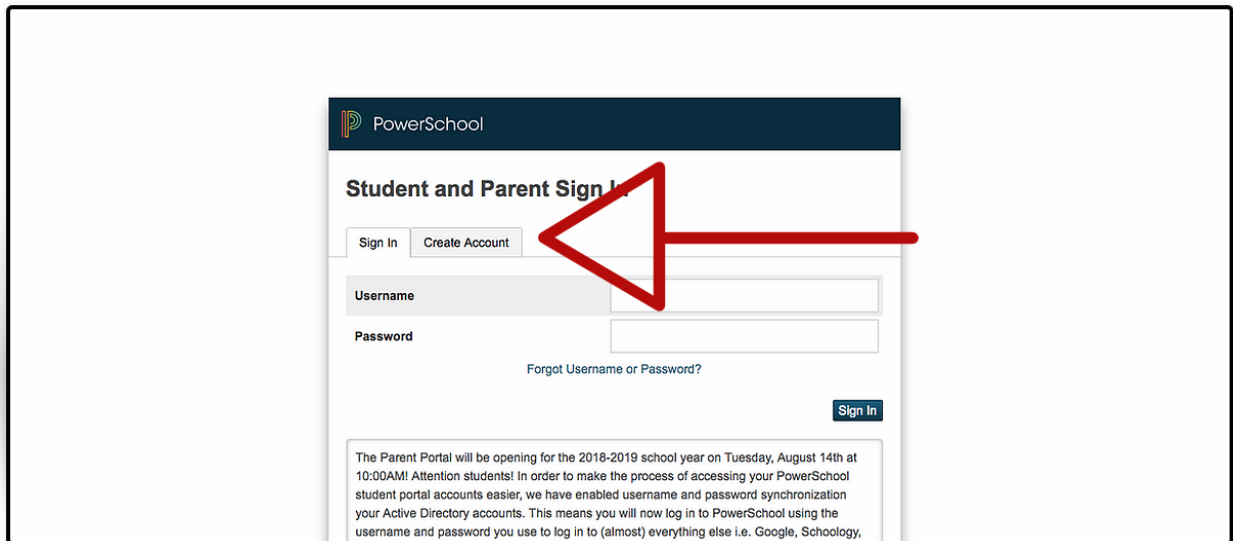 PowerSchool
Student and Parent Sign In
Sign In
Create Account
Username
Password
Forgot Username or Password?
Sign In
The Parent Portal will be opening for the 2018-2019 school year on Tuesday, August 14th at
10:00AM! Attention students! In order to make the process of accessing your PowerSchool
student portal accounts easier, we have enabled username and password synchronization
your Active Directory accounts. This means you will now log in to PowerSchool using the
username and password you use to log in to (almost) everything else i.e. Google, Schoology,